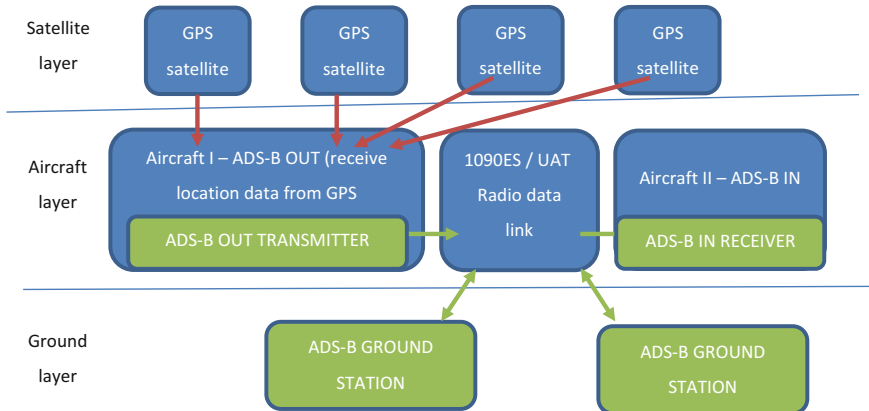 Satellite
layer
GPS
satellite
GPS
satellite
GPS
satellite
GPS
satellite
Aircraft
layer
Aircraft I – ADS-B OUT (receive
location data from GPS
ADS-B OUT TRANSMITTER
1090ES / UAT
Radio data
link
Aircraft II – ADS-B IN
ADS-B IN RECEIVER
Ground
layer
ADS-B GROUND
STATION
ADS-B GROUND
STATION